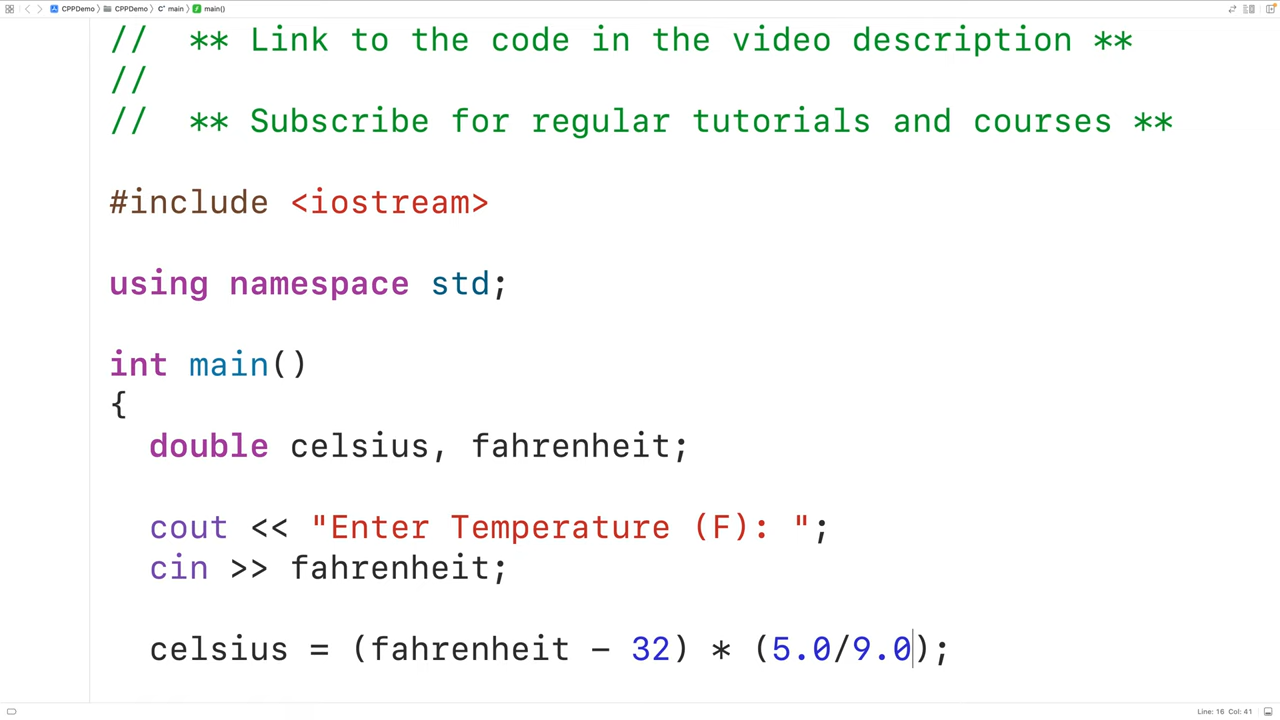 CPPDemo CPPDemo C+ main main()
// ** Link to the code in the video description **
//
// ** Subscribe for regular tutorials and courses **
#include <iostream>
using namespace std;
int main()
{
double celsius, fahrenheit;
cout << "Enter Temperature (F): ";
cin >> fahrenheit;
celsius = (fahrenheit - 32) * (5.0/9.0);
Line: 16 Col: 41